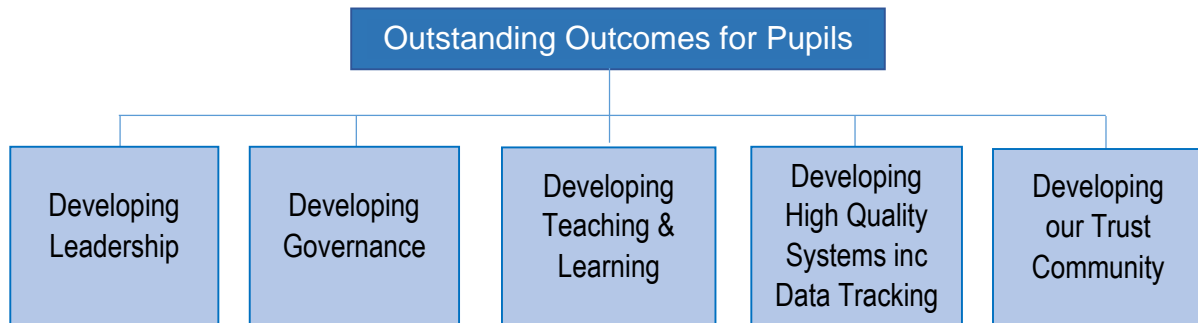 Outstanding Outcomes for Pupils
Developing
Leadership
Developing
Governance
Developing
Teaching &
Learning
Developing
High Quality
Systems inc
Data Tracking
Developing
our Trust
Community